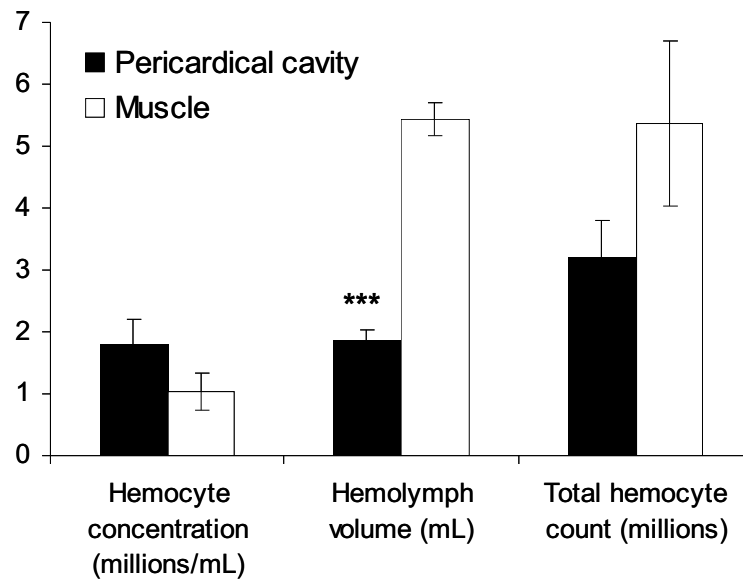 7
6
5
4
3
2
1
0
Pericardical cavity
Muscle
***
Hemocyte
concentration
(millions/mL)
Hemolymph
volume (mL)
Total hemocyte
count (millions)